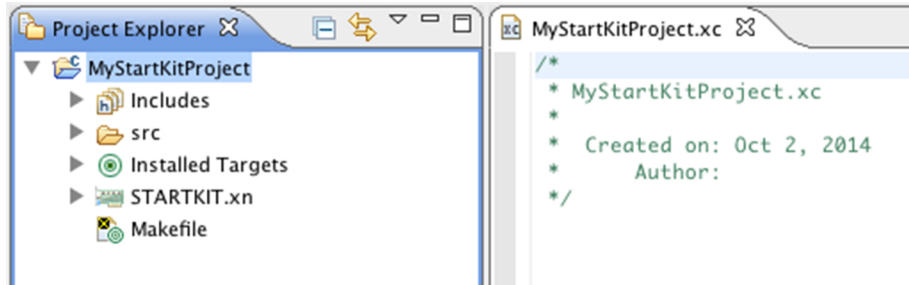 Project Explorer
MyStartKitProject
Includes
src
Installed Targets
STARTKIT.xn
Makefile
MyStartKitProject.xc
/*
* MyStartKitProject.xc
*
* Created on: Oct 2, 2014
* Author:
*/